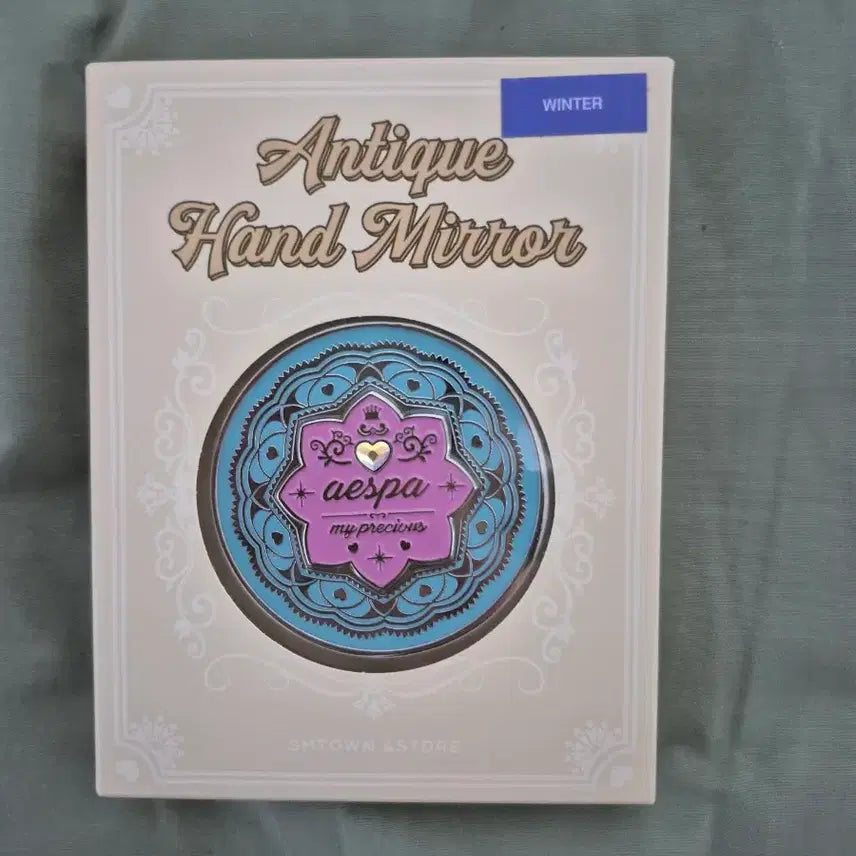 WINTER
Antique
Hand Mirror
aespa
my precious
SMTOWN &STORE